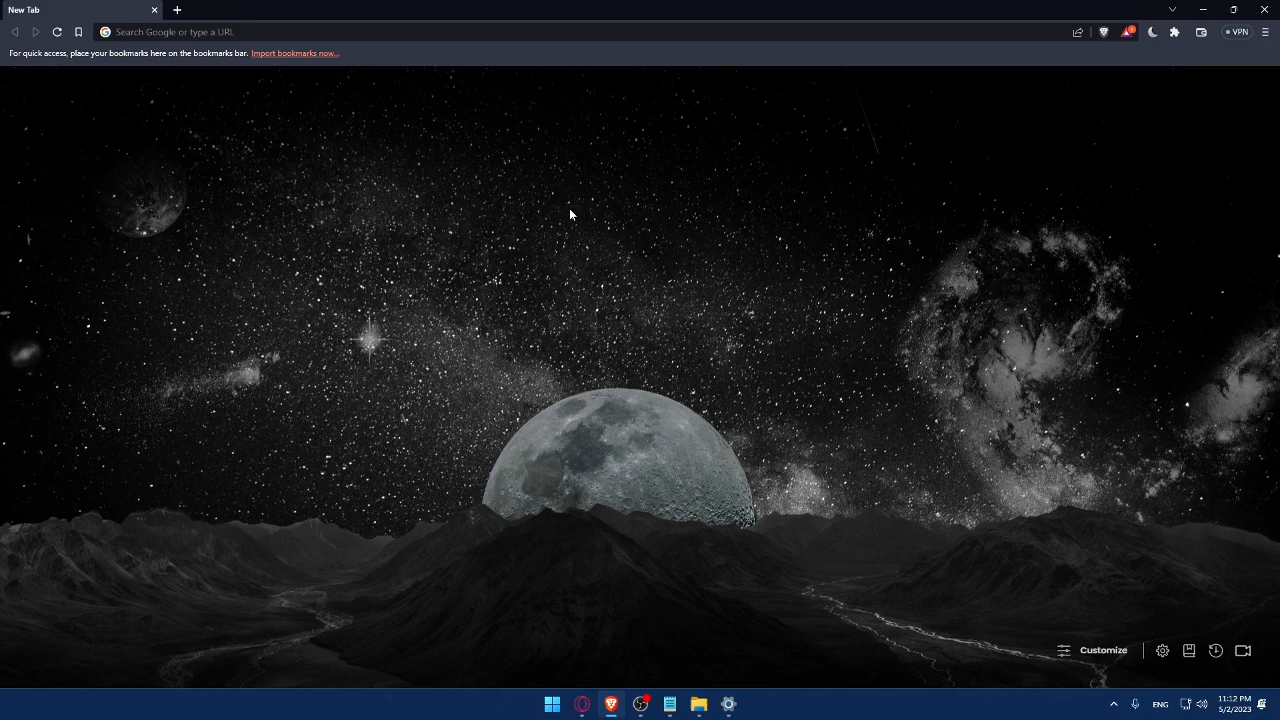 New Tab
Search Google or type a URL
VPN
For quick access, place your bookmarks here on the bookmarks bar. Import bookmarks now...
Customize
ENG
11:12 PM
5/2/2023